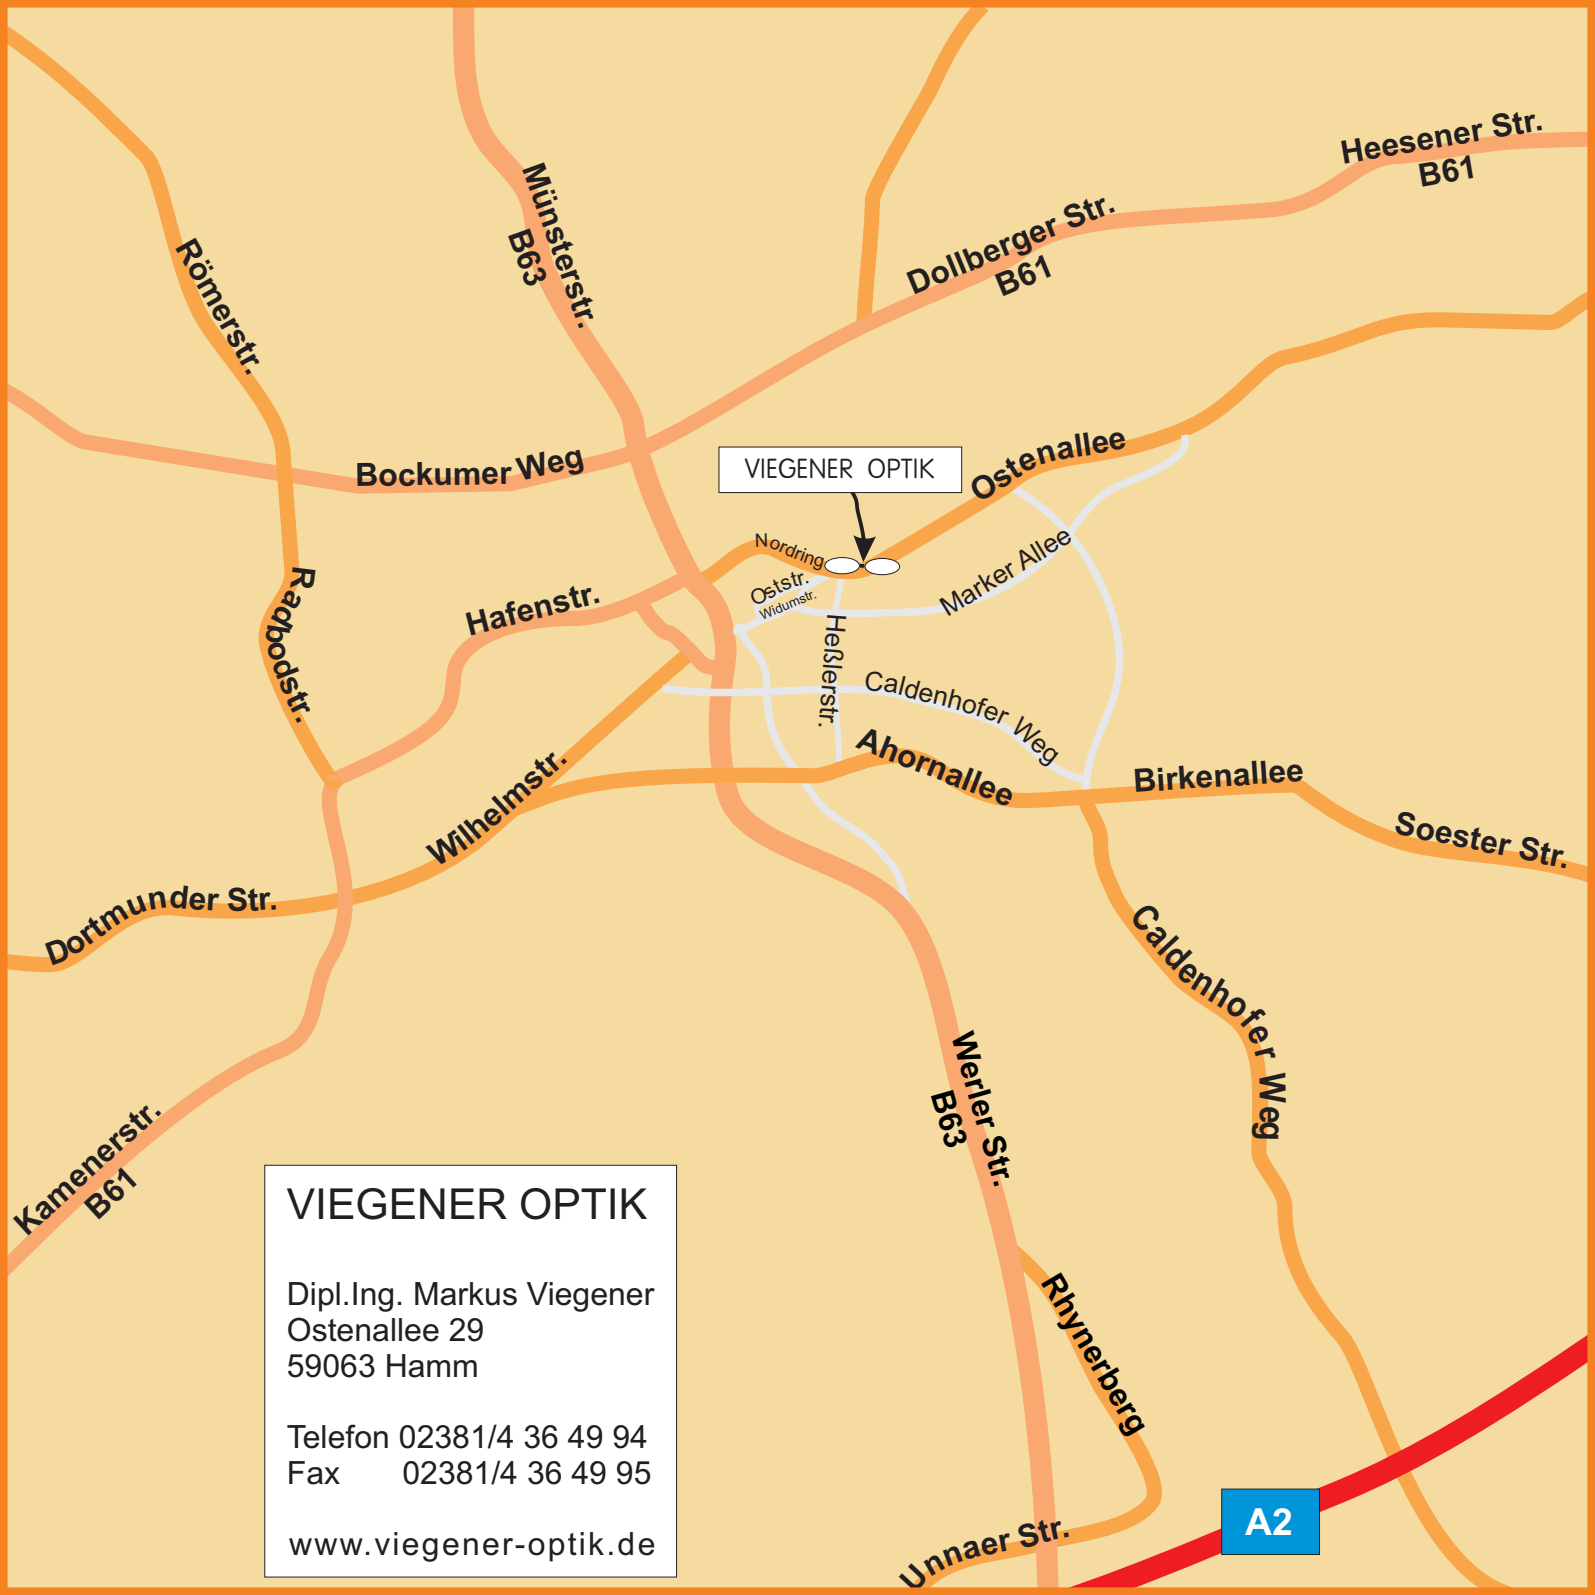 Heesener Str.
B61
Münsterstr.
B63
Dollberger Str.
B61
Römerstr.
Ostenallee
Bockumer Weg
VIEGENER OPTIK
Nordring
Marker Allee
Oststr.
Widumstr.
Hafenstr.
Radbodstr.
Heßlerstr.
Caldenhofer Weg
Ahornallee
Birkenallee
Wilhelmstr.
Soester Str.
Dortmunder Str.
Caldenhofer Weg
Werler Str.
B63
Kamenerstr.
B61
Rhynerberg
Unnaer Str.
A2
VIEGENER OPTIK
Dipl.Ing. Markus Viegener
Ostenallee 29
59063 Hamm
Telefon 02381/4 36 49 94
Fax 02381/4 36 49 95
www.viegener-optik.de